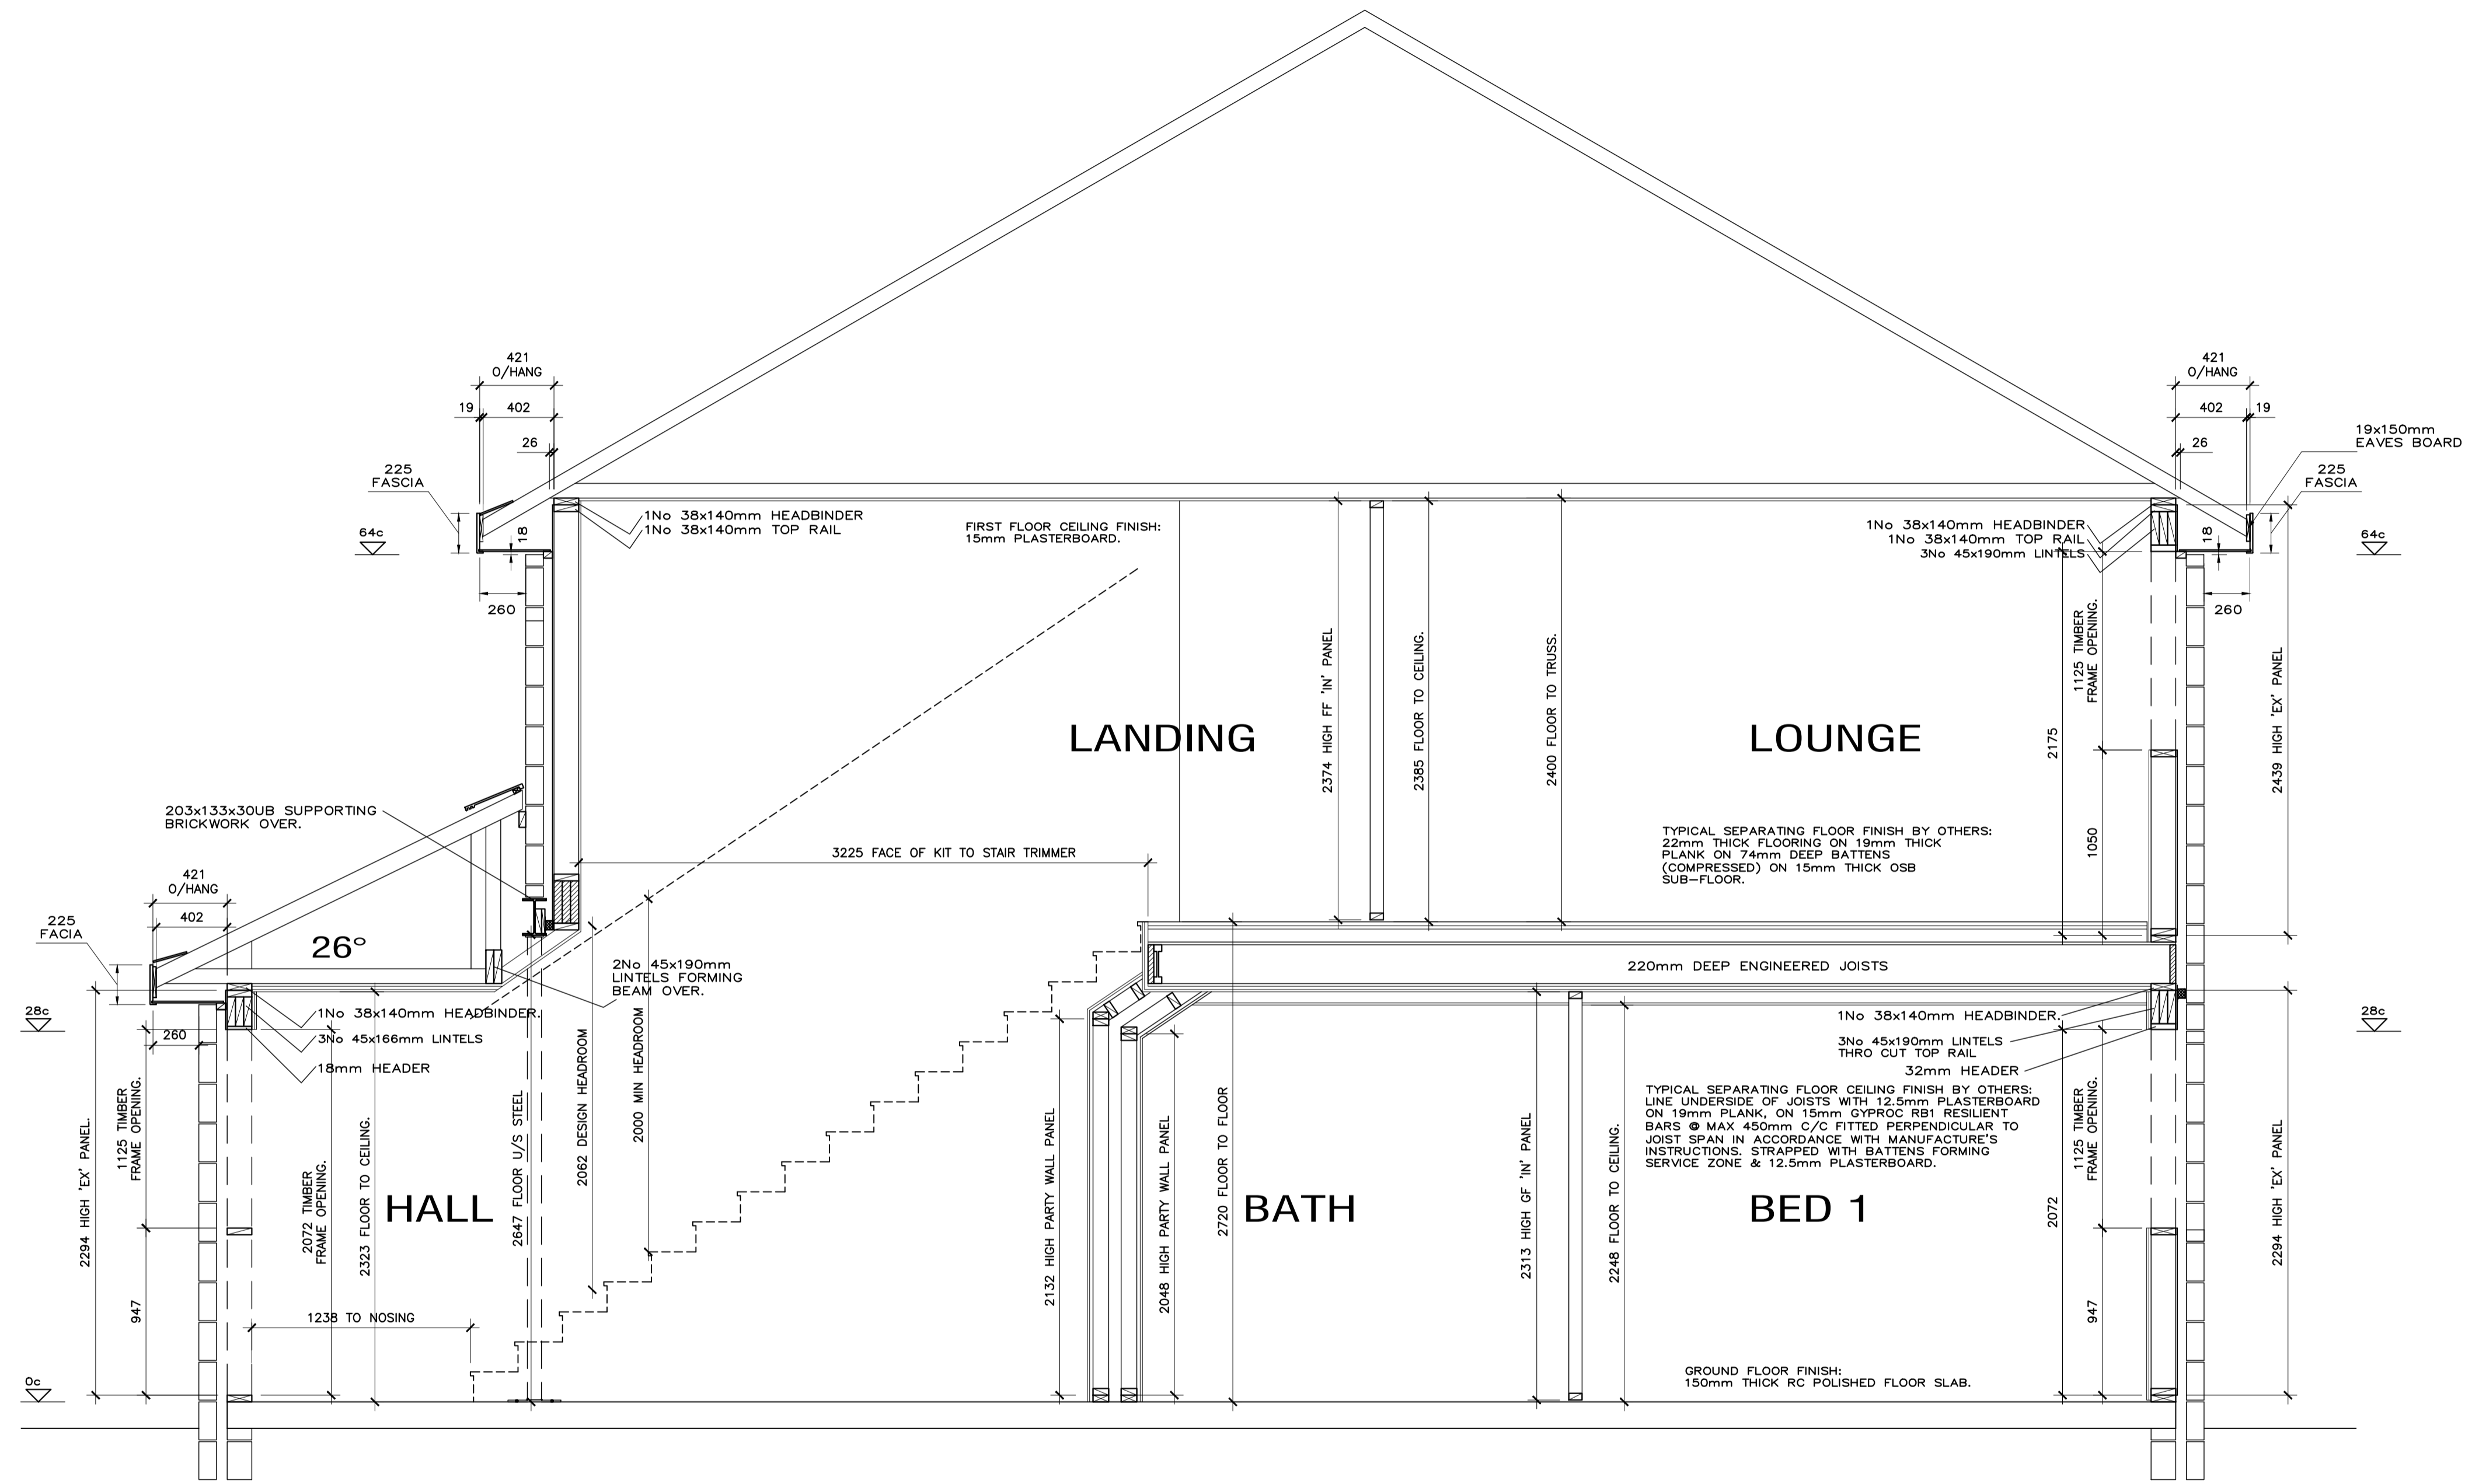 421
O/HANG
19
402
26
225
FASCIA
64c
18
260
1No 38x140mm HEADBINDER
1No 38x140mm TOP RAIL
FIRST FLOOR CEILING FINISH:
15mm PLASTERBOARD.
421
O/HANG
402
19
26
19x150mm
EAVES BOARD
225
FASCIA
64c
18
260
1No 38x140mm HEADBINDER
1No 38x140mm TOP RAIL
3No 45x190mm LINTELS
LANDING
2374 HIGH FF 'IN' PANEL
2385 FLOOR TO CEILING.
2400 FLOOR TO TRUSS.
LOUNGE
2175
1125 TIMBER
FRAME OPENING.
1050
2439 HIGH 'EX' PANEL
TYPICAL SEPARATING FLOOR FINISH BY OTHERS:
22mm THICK FLOORING ON 19mm THICK
PLANK ON 74mm DEEP BATTENS
(COMPRESSED) ON 15mm THICK OSB
SUB-FLOOR.
203x133x30UB SUPPORTING
BRICKWORK OVER.
3225 FACE OF KIT TO STAIR TRIMMER
421
O/HANG
402
225
FACIA
26°
2No 45x190mm
LINTELS FORMING
BEAM OVER.
220mm DEEP ENGINEERED JOISTS
28c
260
1No 38x140mm HEADBINDER.
3No 45x166mm LINTELS
18mm HEADER
1No 38x140mm HEADBINDER.
3No 45x190mm LINTELS
THRO CUT TOP RAIL
32mm HEADER
28c
2294 HIGH 'EX' PANEL.
1125 TIMBER
FRAME OPENING.
947
2072 TIMBER
FRAME OPENING.
2323 FLOOR TO CEILING.
HALL
2647 FLOOR U/S STEEL
2062 DESIGN HEADROOM
2000 MIN HEADROOM
1238 TO NOSING
2132 HIGH PARTY WALL PANEL
2048 HIGH PARTY WALL PANEL
2720 FLOOR TO FLOOR
BATH
2313 HIGH GF 'IN' PANEL
2248 FLOOR TO CEILING.
TYPICAL SEPARATING FLOOR CEILING FINISH BY OTHERS:
LINE UNDERSIDE OF JOISTS WITH 12.5mm PLASTERBOARD
ON 19mm PLANK, ON 15mm GYPROC RB1 RESILIENT
BARS @ MAX 450mm C/C FITTED PERPENDICULAR TO
JOIST SPAN IN ACCORDANCE WITH MANUFACTURE'S
INSTRUCTIONS. STRAPPED WITH BATTENS FORMING
SERVICE ZONE & 12.5mm PLASTERBOARD.
BED 1
2072
1125 TIMBER
FRAME OPENING.
947
2294 HIGH 'EX' PANEL
GROUND FLOOR FINISH:
150mm THICK RC POLISHED FLOOR SLAB.
0c